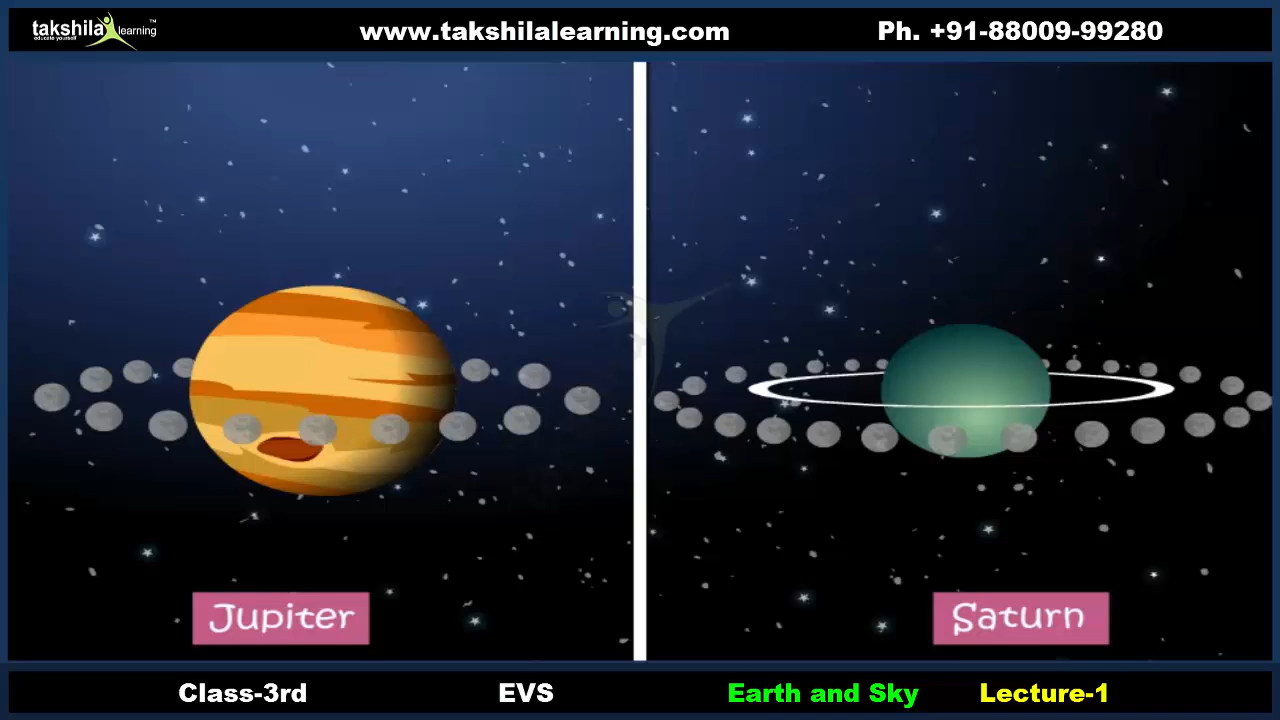 takshila learning
educate yourself
TM
www.takshilalearning.com
Ph. +91-88009-99280
Jupiter
Saturn
Class-3rd
EVS
Earth and Sky
Lecture-1